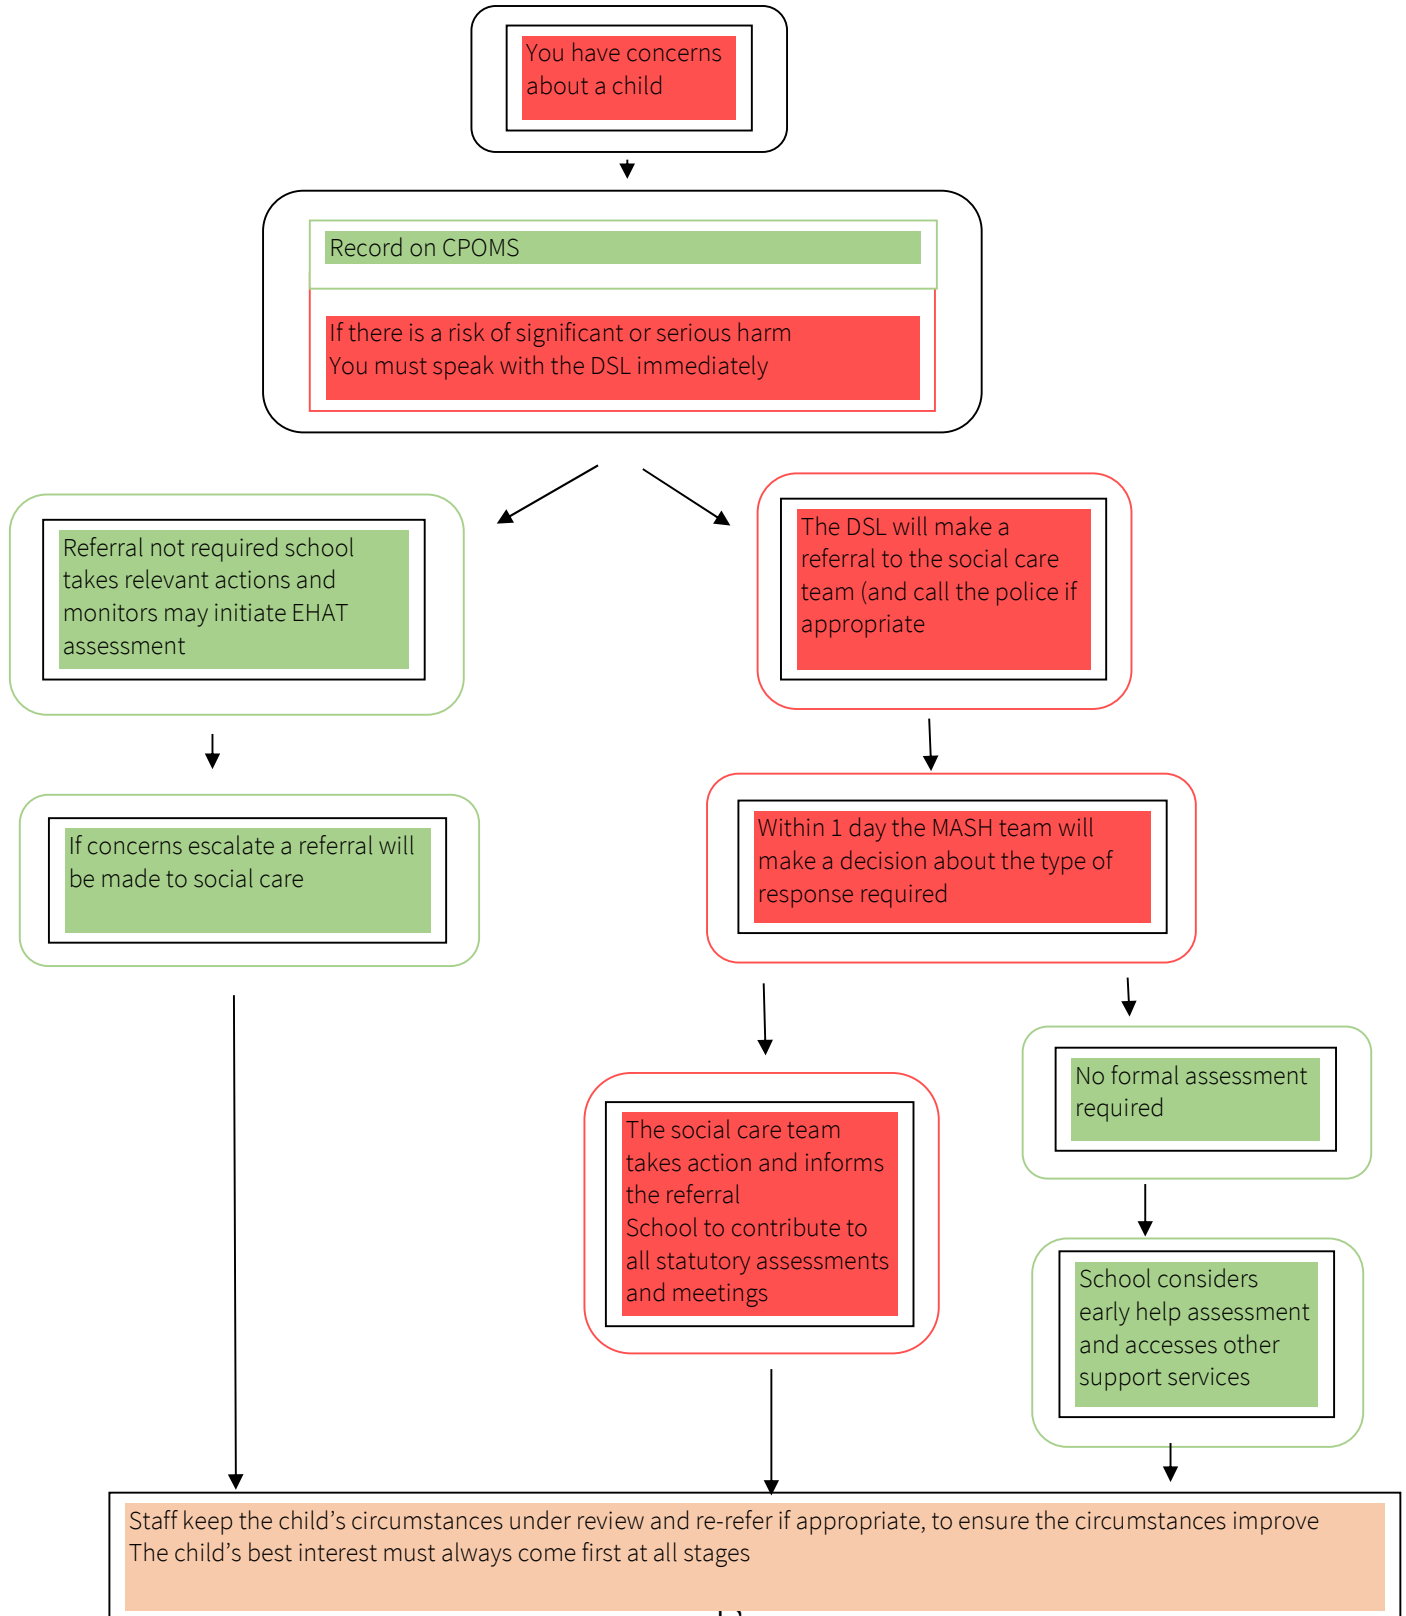 You have concerns
about a child
Record on CPOMS
If there is a risk of significant or serious harm
You must speak with the DSL immediately
Referral not required school
takes relevant actions and
monitors may initiate EHAT
assessment
The DSL will make a
referral to the social care
team (and call the police if
appropriate
If concerns escalate a referral will
be made to social care
Within 1 day the MASH team will
make a decision about the type of
response required
The social care team
takes action and informs
the referral
School to contribute to
all statutory assessments
and meetings
No formal assessment
required
School considers
early help assessment
and accesses other
support services
Staff keep the child’s circumstances under review and re-refer if appropriate, to ensure the circumstances improve
The child’s best interest must always come first at all stages